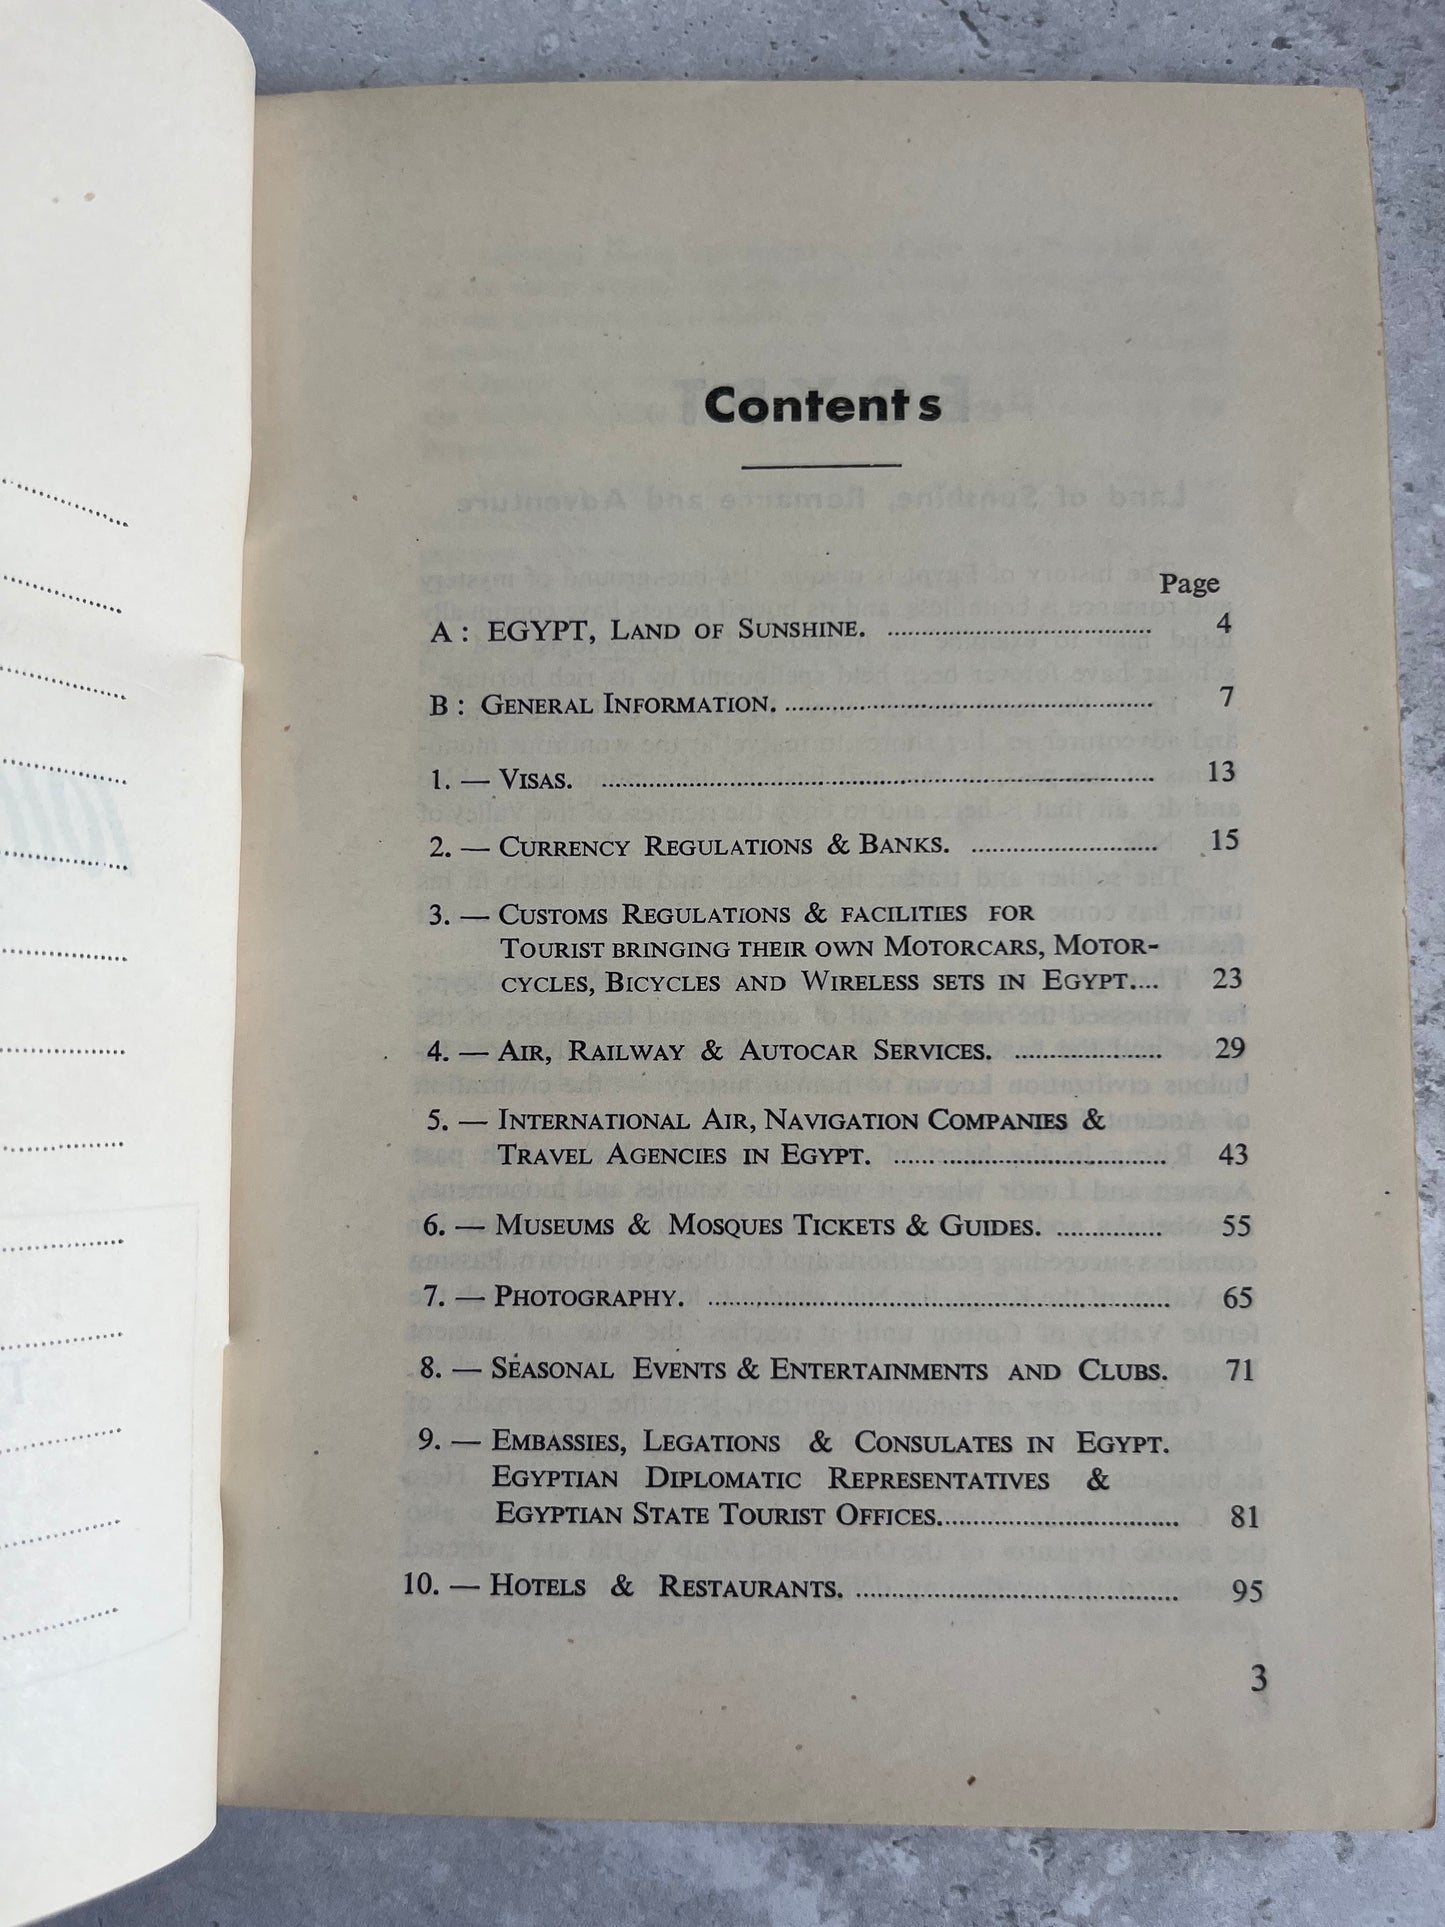 Contents
Page
A : EGYPT, LAND OF SUNSHINE. .......... 4
B : GENERAL INFORMATION. .......... 7
1. — VISAS. .......... 13
2. — CURRENCY REGULATIONS & BANKS. .......... 15
3. — CUSTOMS REGULATIONS & FACILITIES FOR
TOURIST BRINGING THEIR OWN MOTORCARS, MOTOR-
CYCLES, BICYCLES AND WIRELESS SETS IN EGYPT.... 23
4. — AIR, RAILWAY & AUTOCAR SERVICES. .......... 29
5. — INTERNATIONAL AIR, NAVIGATION COMPANIES &
TRAVEL AGENCIES IN EGYPT. .......... 43
6. — MUSEUMS & MOSQUES TICKETS & GUIDES. .......... 55
7. — PHOTOGRAPHY. .......... 65
8. — SEASONAL EVENTS & ENTERTAINMENTS AND CLUBS. 71
9. — EMBASSIES, LEGATIONS & CONSULATES IN EGYPT.
EGYPTIAN DIPLOMATIC REPRESENTATIVES &
EGYPTIAN STATE TOURIST OFFICES. .......... 81
10. — HOTELS & RESTAURANTS. .......... 95
3